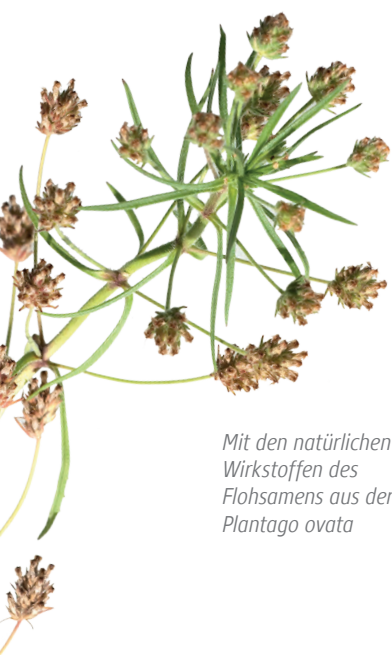 Mit den natürlichen
Wirkstoffen des
Flohsamens aus der
Plantago ovata